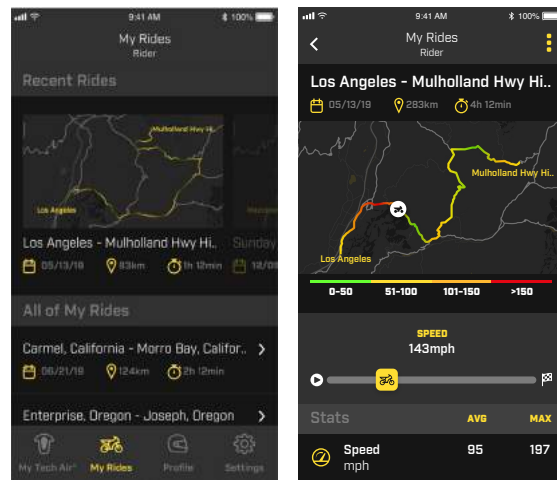 9:41 AM
100%
My Rides
Rider
Recent Rides
Mulholland Hwy Hi..
Los Angeles
Los Angeles - Mulholland Hwy Hi..
Sunday
05/13/19
83km
1h 12min
All of My Rides
Carmel, California - Morro Bay, Califor..
06/21/19
124km
2h 12min
Enterprise, Oregon - Joseph, Oregon
My Tech Air®
My Rides
Profile
Settings
9:41 AM
100%
My Rides
Rider
Los Angeles - Mulholland Hwy Hi..
05/13/19
283km
4h 12min
Mulholland Hwy Hi..
Los Angeles
0-50
51-100
101-150
>150
SPEED
143mph
Stats
AVG
MAX
Speed
95
197
mph